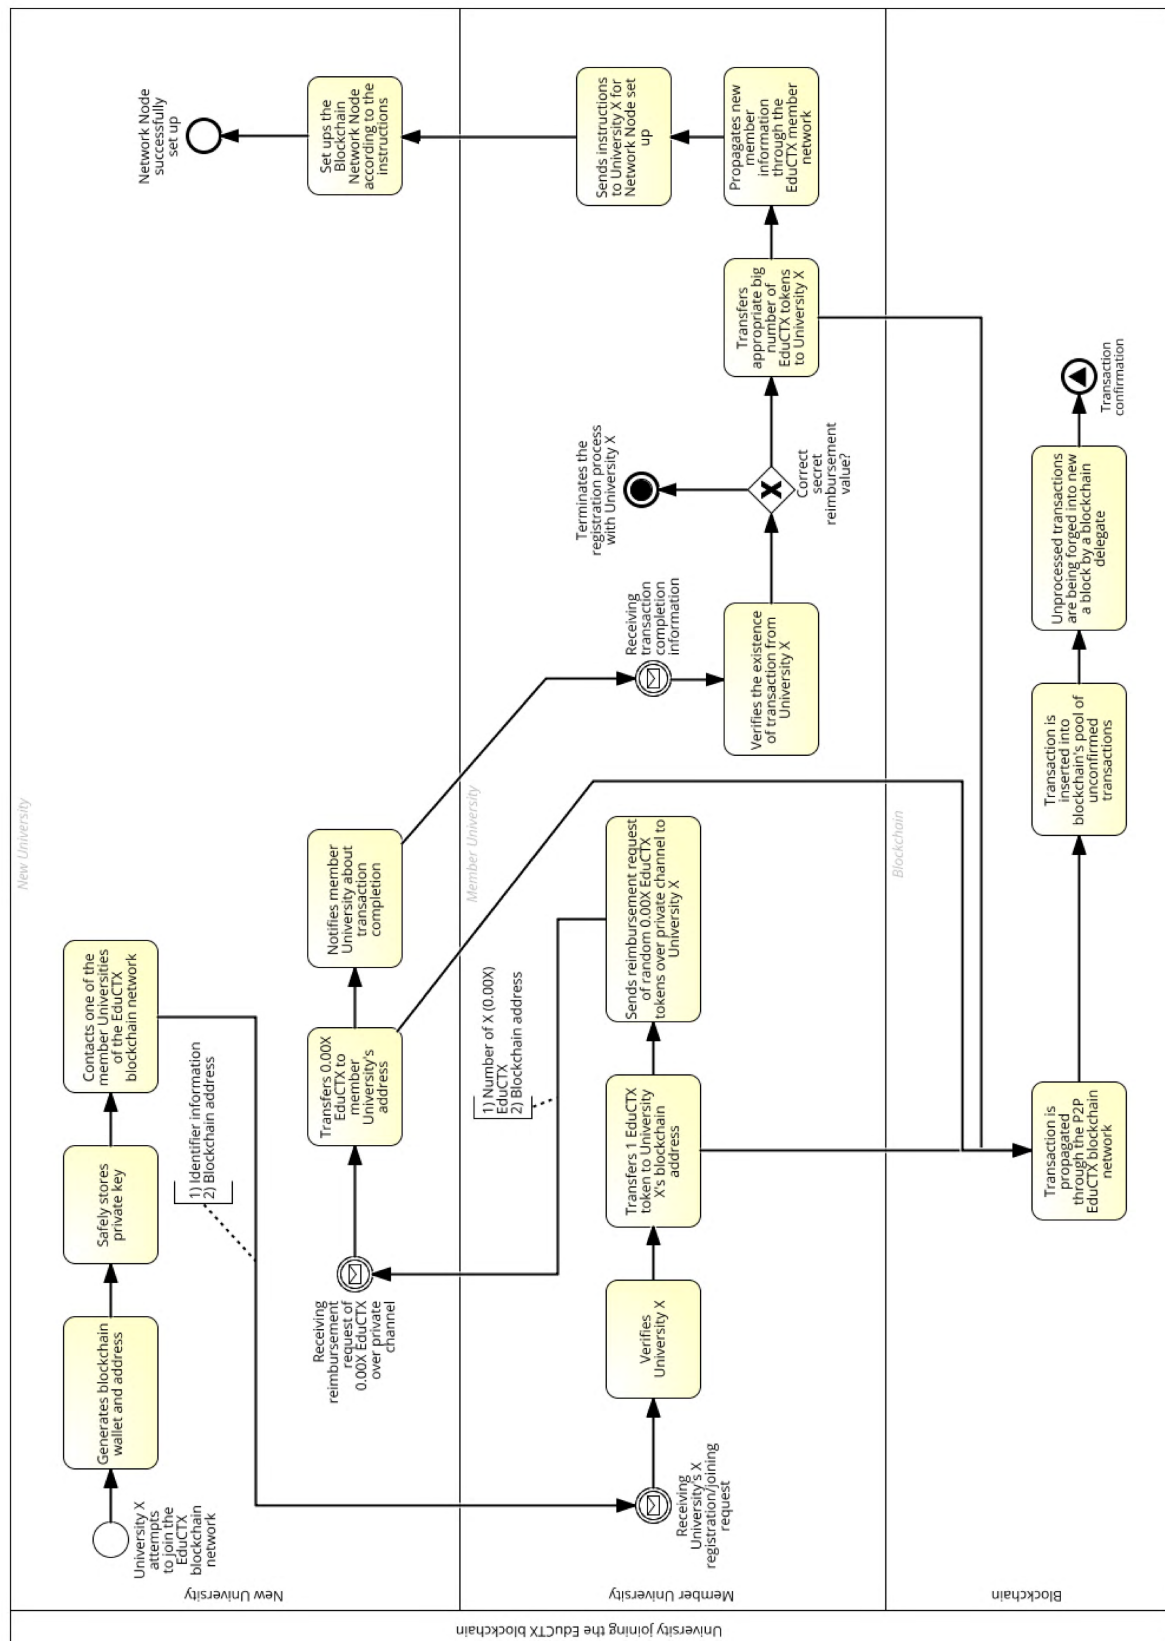 University joining the EduCTX blockchain
New University
New University
University X
attempts
to join the
EduCTX
blockchain
network
Generates blockchain
wallet and address
Safely stores
private key
Contacts one of the
member Universities
of the EduCTX
blockchain network
1) Identifier information
2) Blockchain address
Receiving
reimbursement
request of
0.00X EduCTX
over private
channel
Transfers 0.00X
EduCTX to
member
University's
address
Notifies member
University about
transaction
completion
Set ups the
Blockchain
Network Node
according to the
instructions
Network Node
successfully
set up
Member University
Member University
Receiving
University's X
registration/joining
request
Verifies
University X
Transfers 1 EduCTX
token to University
X's blockchain
address
1) Number of X (0.00X)
EduCTX
2) Blockchain address
Sends reimbursement request
of random 0.00X EduCTX
tokens over private channel to
University X
Receiving
transaction
completion
information
Verifies the existence
of transaction from
University X
Terminates the
registration process
with University X
Correct
secret
reimbursement
value?
Transfers
appropriate big
number of
EduCTX tokens
to University X
Propagates new
member
information
through the
EduCTX member
network
Sends instructions
to University X for
Network Node set
up
Blockchain
Blockchain
Transaction is
propagated
through the P2P
EduCTX blockchain
network
Transaction is
inserted into
blockchain's pool of
unconfirmed
transactions
Unprocessed transactions
are being forged into new
a block by a blockchain
delegate
Transaction
confirmation